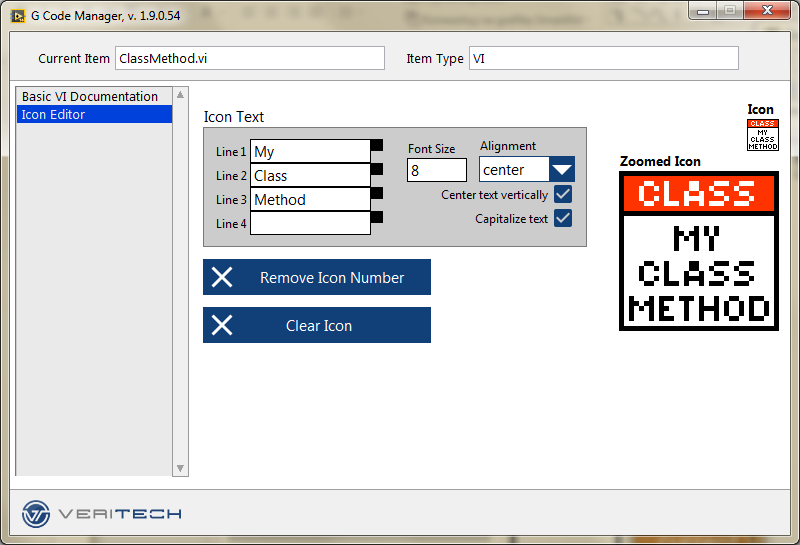 G Code Manager, v. 1.9.0.54
Current Item ClassMethod.vi Item Type VI
Basic VI Documentation
Icon Editor
Icon Text
Line 1 My
Line 2 Class
Line 3 Method
Line 4
Font Size
8
Alignment
center
Center text vertically
Capitalize text
Remove Icon Number
Clear Icon
Icon
CLASS
MY
CLASS
METHOD
Zoomed Icon
CLASS
MY
CLASS
METHOD
VERITECH